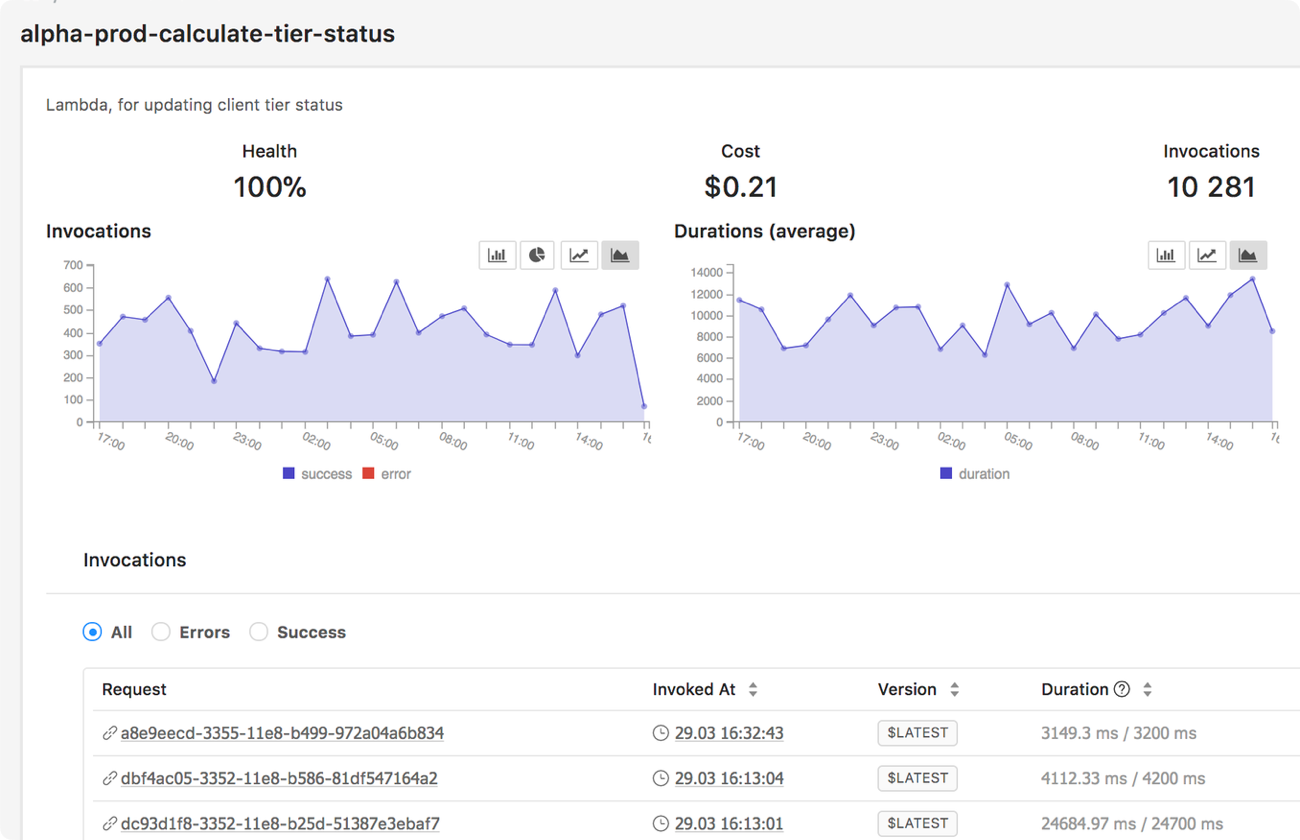 alpha-prod-calculate-tier-status
Lambda, for updating client tier status
Health Cost Invocations
100% $0.21 10 281
Invocations Durations (average)
700
600
500
400
300
200
100
0
17:00 20:00 23:00 02:00 05:00 08:00 11:00 14:00
success error
14000
12000
10000
8000
6000
4000
2000
0
17:00 20:00 23:00 02:00 05:00 08:00 11:00 14:00
duration
Invocations
All Errors Success
Request Invoked At Version Duration ?
a8e9eecd-3355-11e8-b499-972a04a6b834 29.03 16:32:43 $LATEST 3149.3 ms / 3200 ms
dbf4ac05-3352-11e8-b586-81df547164a2 29.03 16:13:04 $LATEST 4112.33 ms / 4200 ms
dc93d1f8-3352-11e8-b25d-51387e3ebaf7 29.03 16:13:01 $LATEST 24684.97 ms / 24700 ms